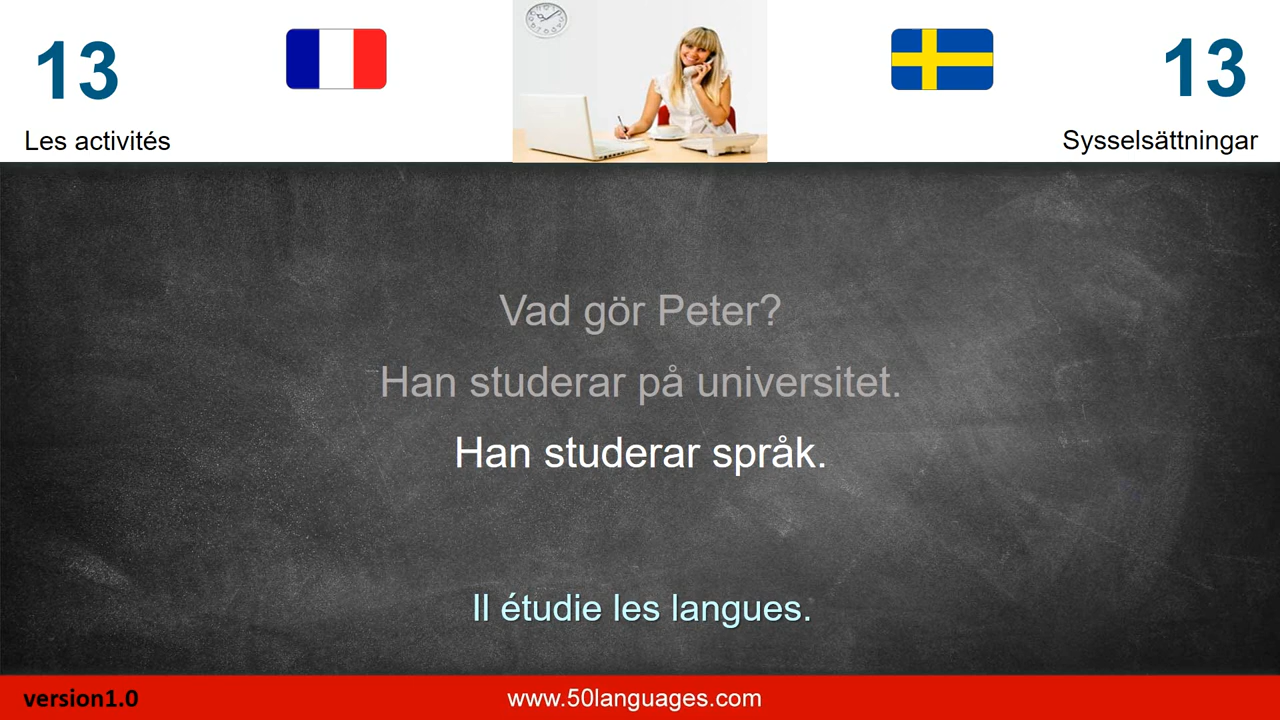 13
13
Les activités
Sysselsättningar
Vad gör Peter?
Han studerar på universitet.
Han studerar språk.
Il étudie les langues.
version1.0
www.50languages.com